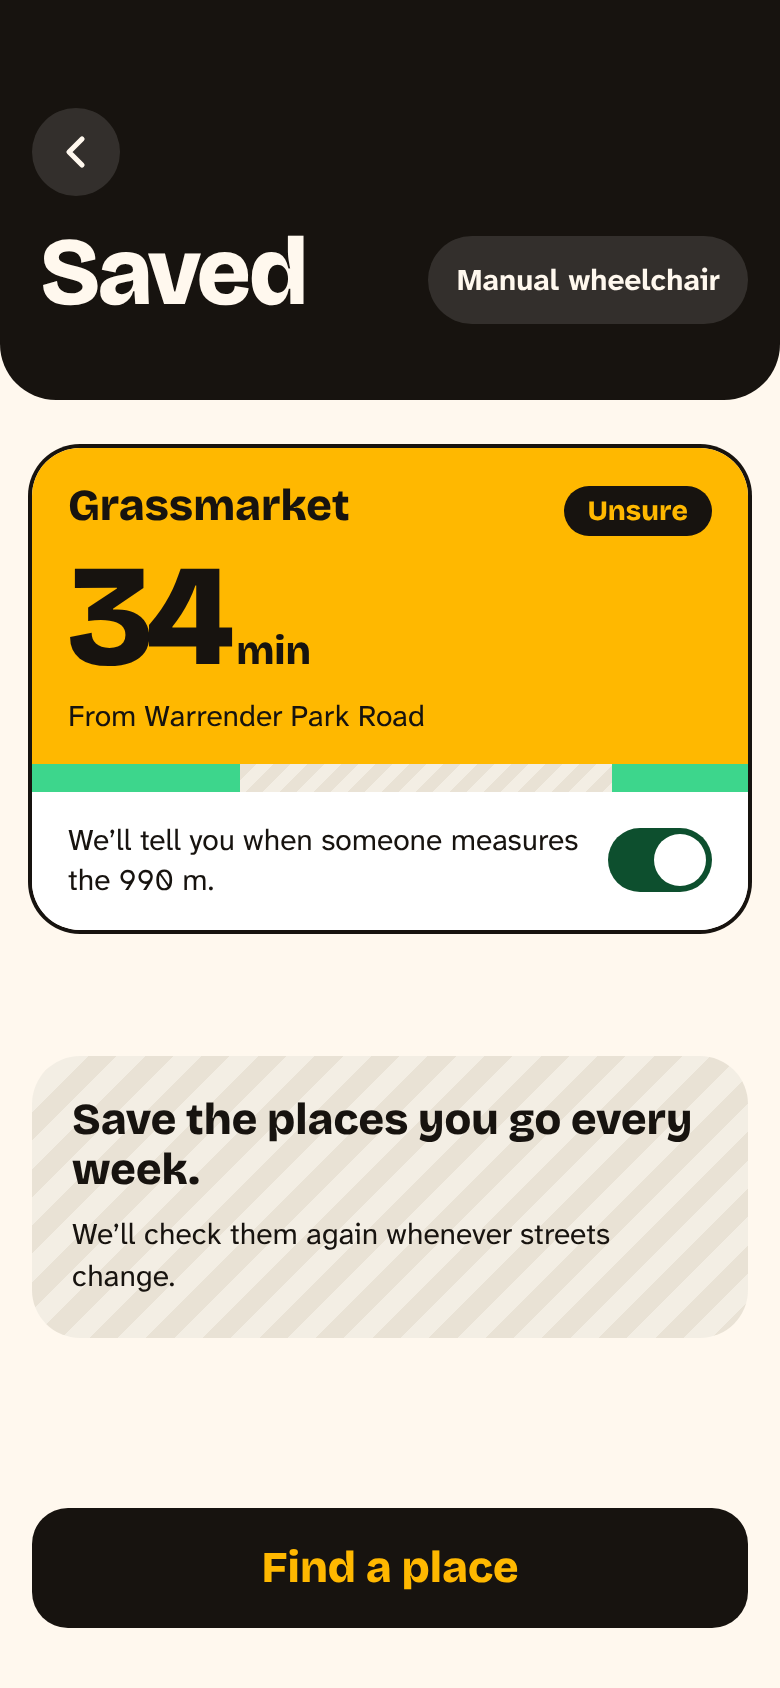 Saved
Manual wheelchair
Grassmarket
Unsure
34 min
From Warrender Park Road
We’ll tell you when someone measures
the 990 m.
Save the places you go every
week.
We’ll check them again whenever streets
change.
Find a place